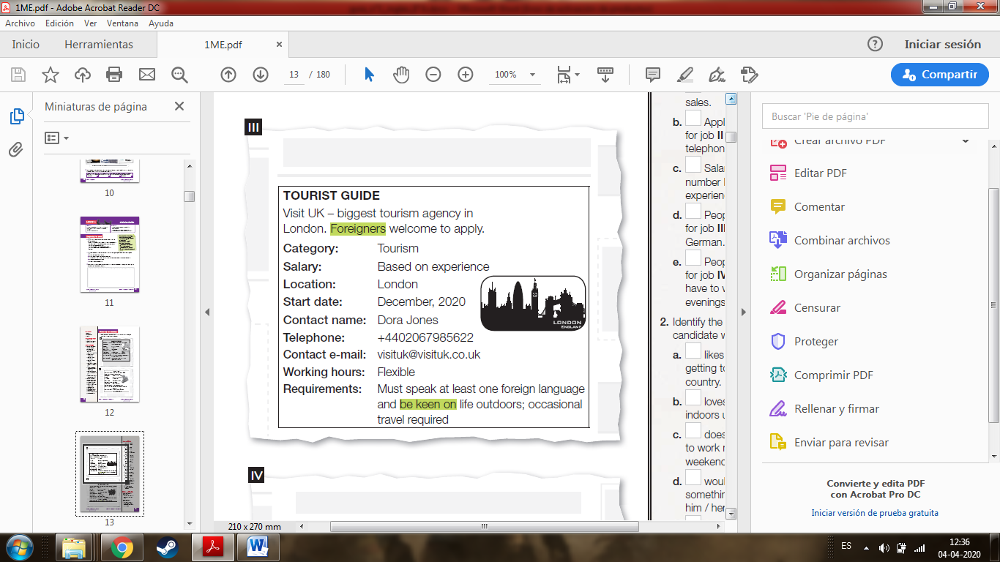 1ME.pdf - Adobe Acrobat Reader DC
Archivo Edición Ver Ventana Ayuda
Inicio Herramientas 1ME.pdf Iniciar sesión
13 / 180 100% Compartir
Miniaturas de página
10
11
12
13
III
TOURIST GUIDE
Visit UK – biggest tourism agency in
London. Foreigners welcome to apply.
Category: Tourism
Salary: Based on experience
Location: London
Start date: December, 2020
Contact name: Dora Jones
Telephone: +4402067985622
Contact e-mail: visituk@visituk.co.uk
Working hours: Flexible
Requirements: Must speak at least one foreign language
and be keen on life outdoors; occasional
travel required
LONDON
ENGLAND
IV
210 x 270 mm
sales.
b. Appl
for job II
telephon
c. Salar
number
experien
d. Peop
for job III
German.
e. Peop
for job IV
have to w
evenings
2. Identify the
candidate w
a. likes
getting to
country.
b. loves
indoors u
c. does
to work
weekend
d. woul
somethin
him / her
Buscar 'Pie de página'
Crear archivo PDF
Editar PDF
Comentar
Combinar archivos
Organizar páginas
Censurar
Proteger
Comprimir PDF
Rellenar y firmar
Enviar para revisar
Convierte y edita PDF
con Acrobat Pro DC
Iniciar versión de prueba gratuita
ES
12:36
04-04-2020